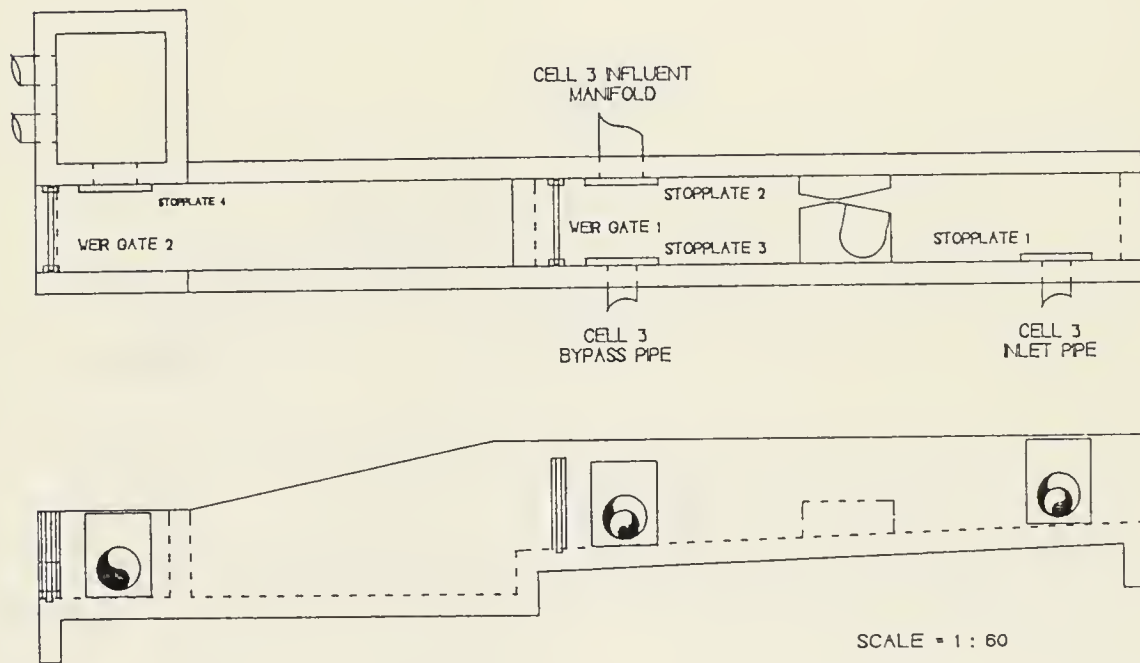 CELL 3 INFLUENT
MANIFOLD
STOPPLATE 4
STOPPLATE 2
WEIR GATE 2
WEIR GATE 1
STOPPLATE 3
STOPPLATE 1
CELL 3
BYPASS PIPE
CELL 3
INLET PIPE
SCALE = 1 : 60